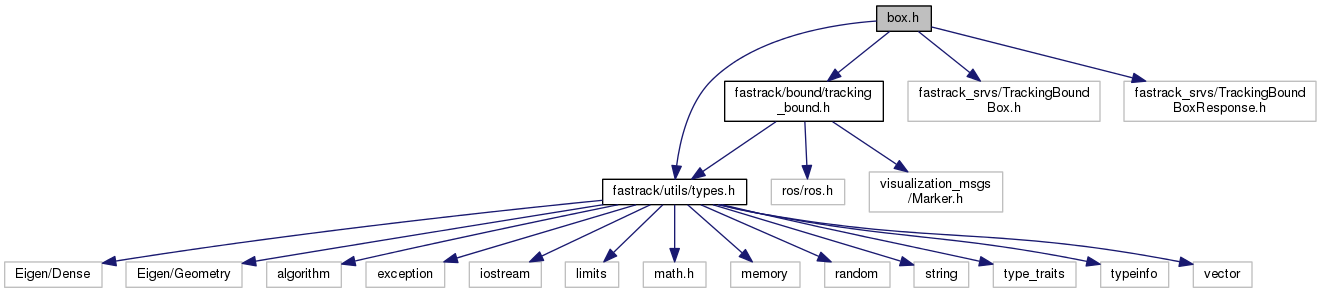 box.h
fastrack/bound/tracking
_bound.h
fastrack_srvs/TrackingBound
Box.h
fastrack_srvs/TrackingBound
BoxResponse.h
fastrack/utils/types.h
ros/ros.h
visualization_msgs
/Marker.h
Eigen/Dense
Eigen/Geometry
algorithm
exception
iostream
limits
math.h
memory
random
string
type_traits
typeinfo
vector